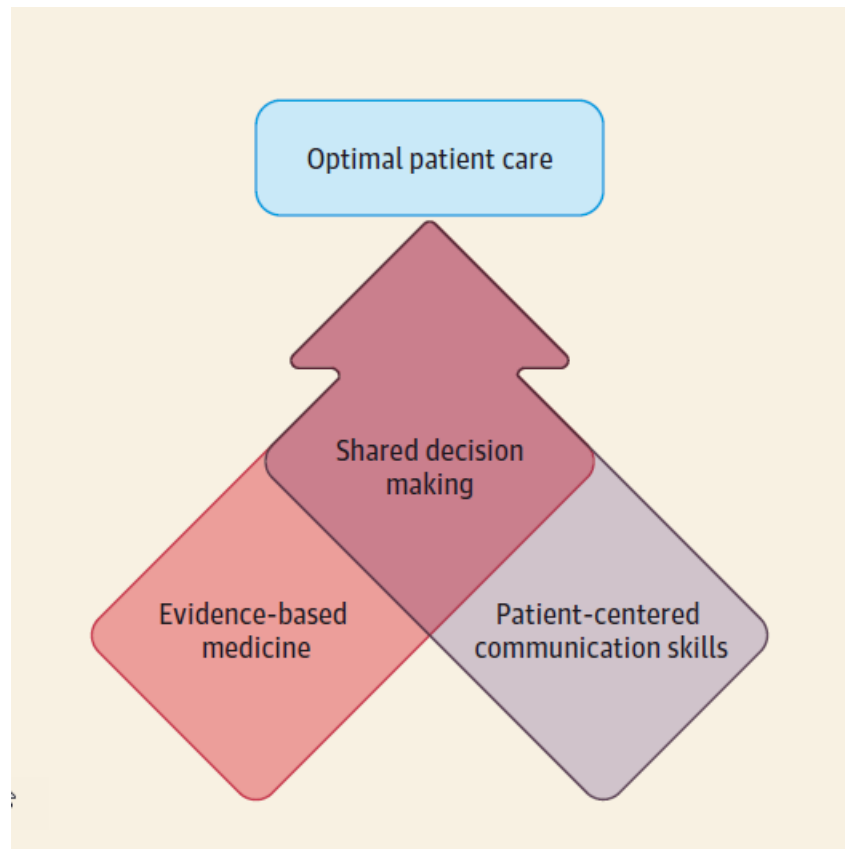 Optimal patient care
Shared decision
making
Evidence-based
medicine
Patient-centered
communication skills